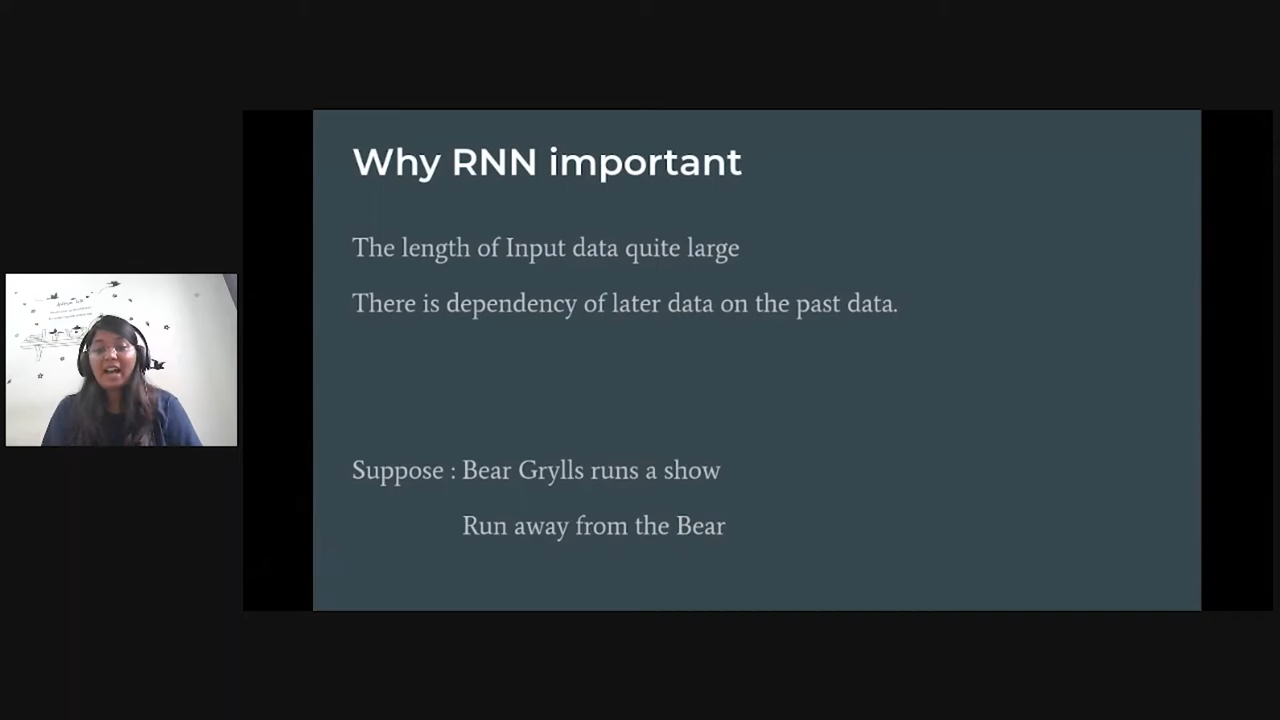 Why RNN important
The length of Input data quite large
There is dependency of later data on the past data.
Suppose : Bear Grylls runs a show
Run away from the Bear